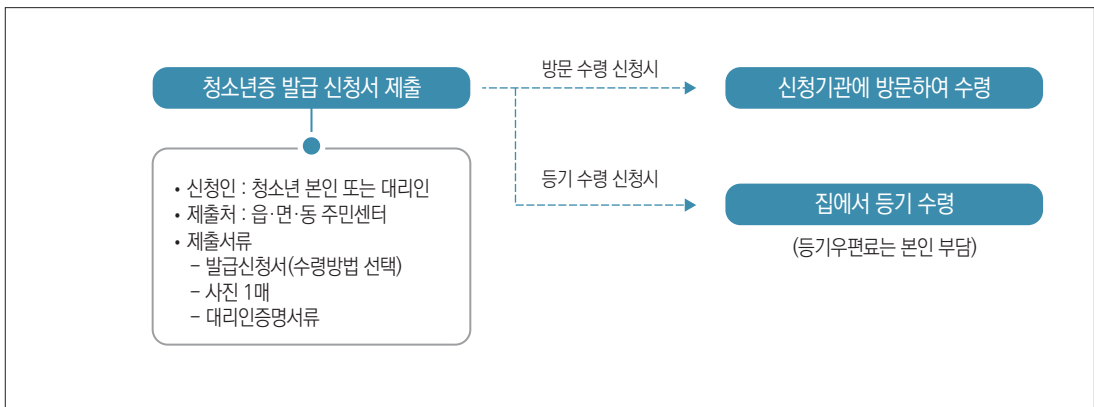 청소년증 발급 신청서 제출
방문 수령 신청시
신청기관에 방문하여 수령
• 신청인 : 청소년 본인 또는 대리인
• 제출처 : 읍·면·동 주민센터
• 제출서류
– 발급신청서(수령방법 선택)
– 사진 1매
– 대리인증명서류
등기 수령 신청시
집에서 등기 수령
(등기우편료는 본인 부담)